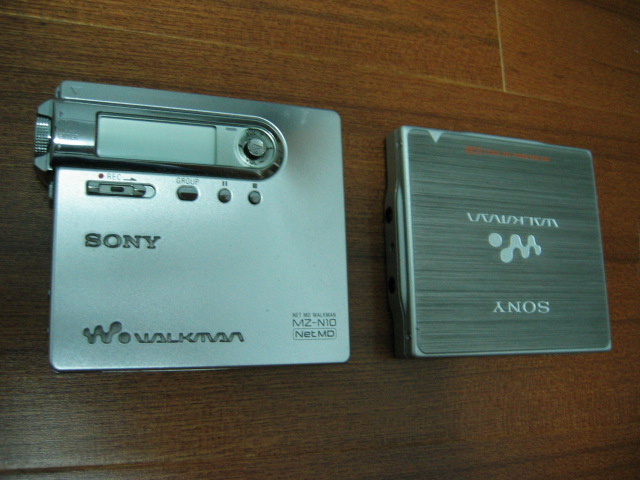 REC
GROUP
SONY
WALKMAN
NET MD WALKMAN
MZ-N10
Net MD
WALKMAN
SONY